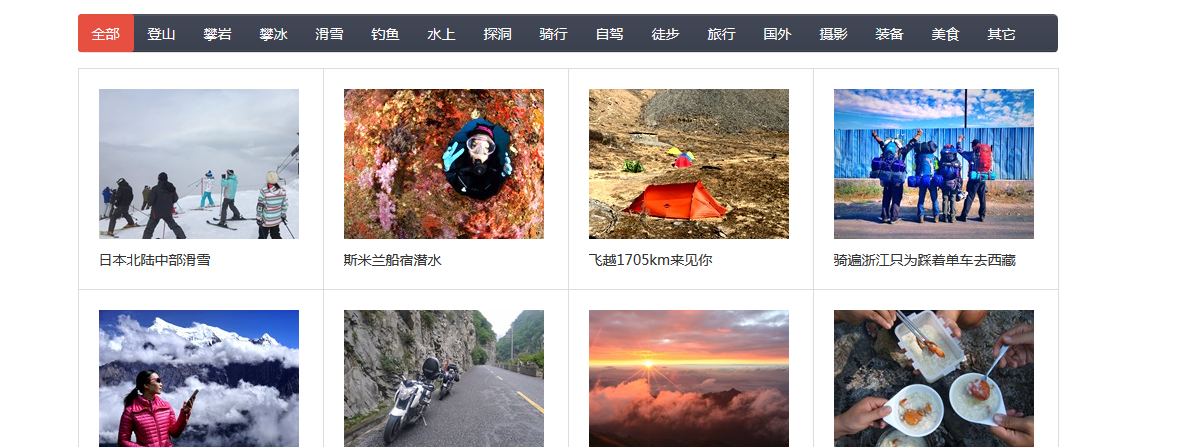 全部 登山 攀岩 攀冰 滑雪 钓鱼 水上 探洞 骑行 自驾 徒步 旅行 国外 摄影 装备 美食 其它
日本北陆中部滑雪 斯米兰船宿潜水 飞越1705km来见你 骑遍浙江只为踩着单车去西藏